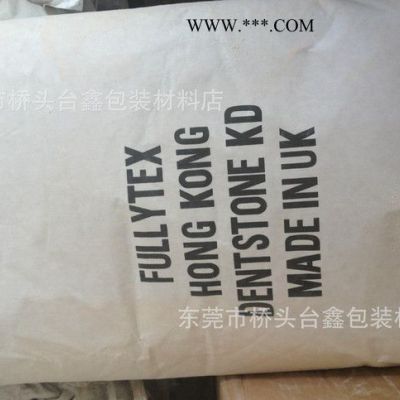 WWW.***.COM
市桥头台鑫包装材料店
FULLYTEX
HONG KONG
DENTSTONE KD
MADE IN UK
东莞市桥头台鑫包装材